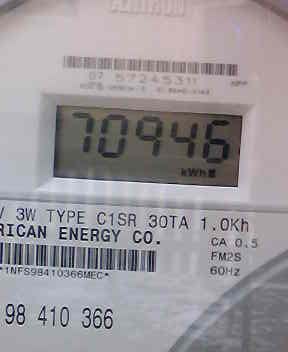 CENTRON
07 57245311
70946
kWh
V 3W TYPE C1SR 30TA 1.0Kh
RICAN ENERGY CO.
CA 0.5
FM2S
60Hz
*1NFS98410366MEC*
98 410 366